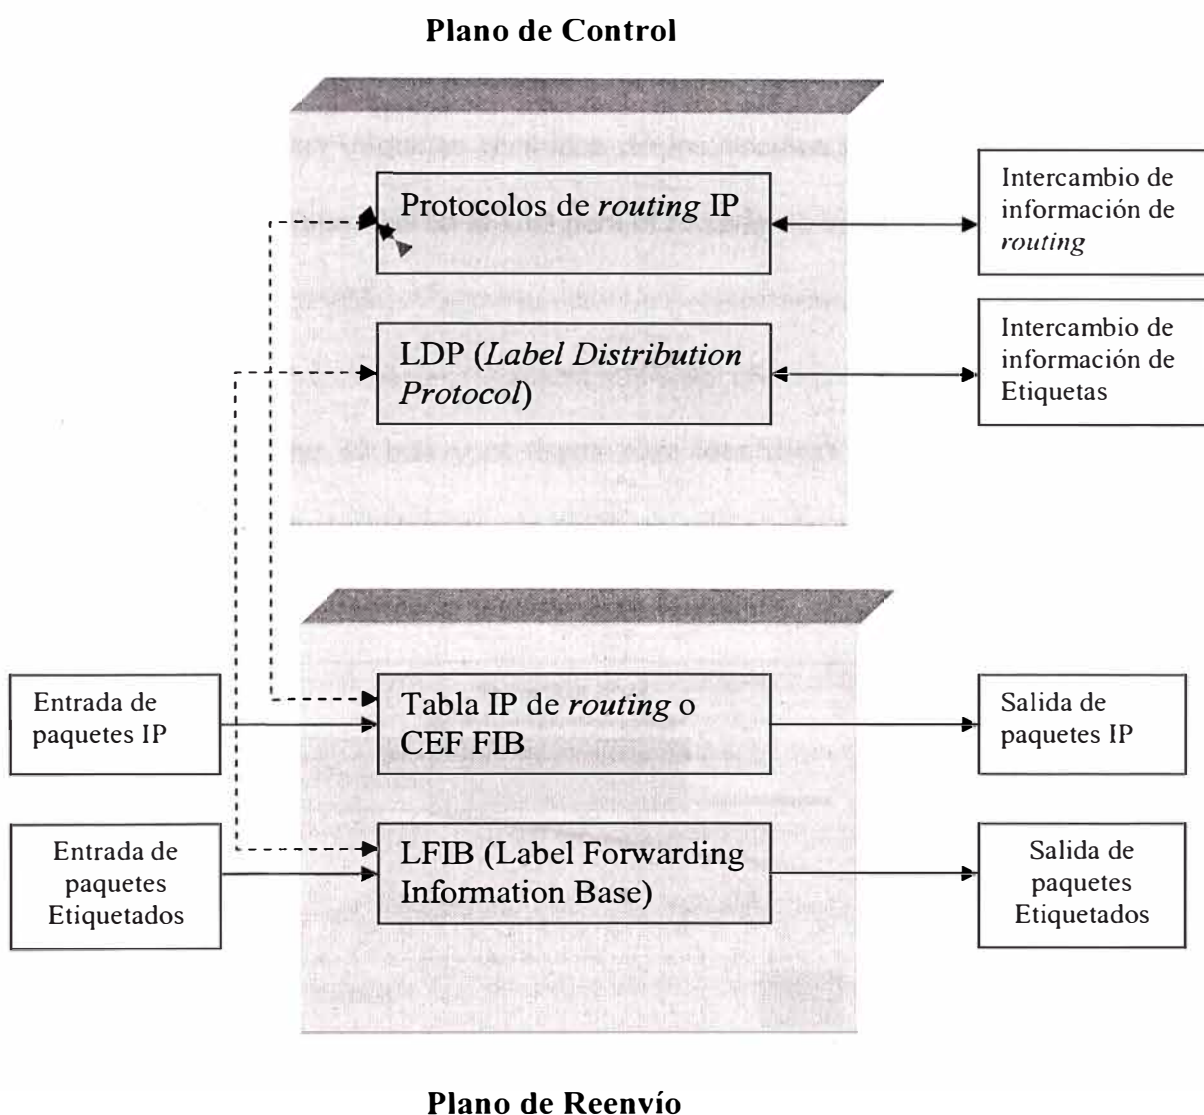 Plano de Control
Protocolos de routing IP
Intercambio de
información de
routing
LDP (Label Distribution
Protocol)
Intercambio de
información de
Etiquetas
Entrada de
paquetes IP
Tabla IP de routing o
CEF FIB
Salida de
paquetes IP
Entrada de
paquetes
Etiquetados
LFIB (Label Forwarding
Information Base)
Salida de
paquetes
Etiquetados
Plano de Reenvío